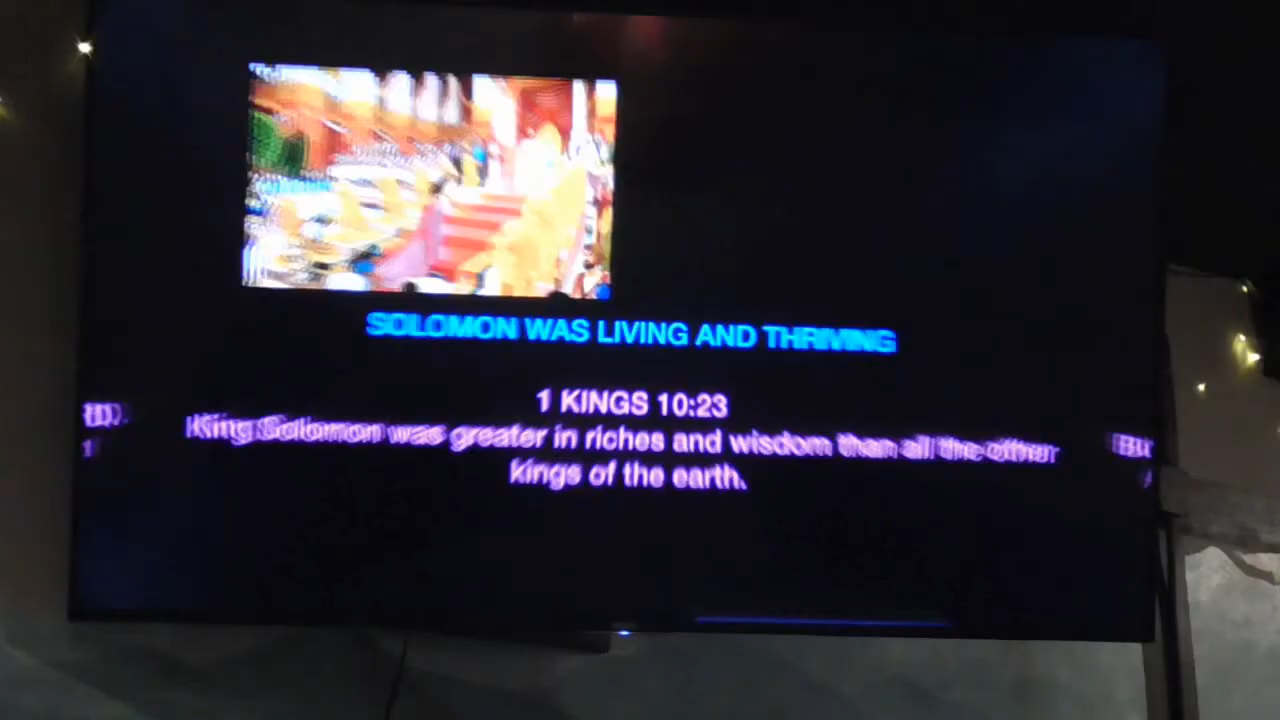 SOLOMON WAS LIVING AND THRIVING
1 KINGS 10:23
King Solomon was greater in riches and wisdom than all the other
kings of the earth.